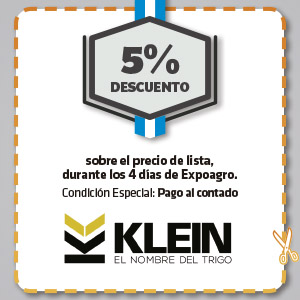 5%
DESCUENTO
sobre el precio de lista,
durante los 4 días de Expoagro.
Condición Especial: Pago al contado
KLEIN
EL NOMBRE DEL TRIGO